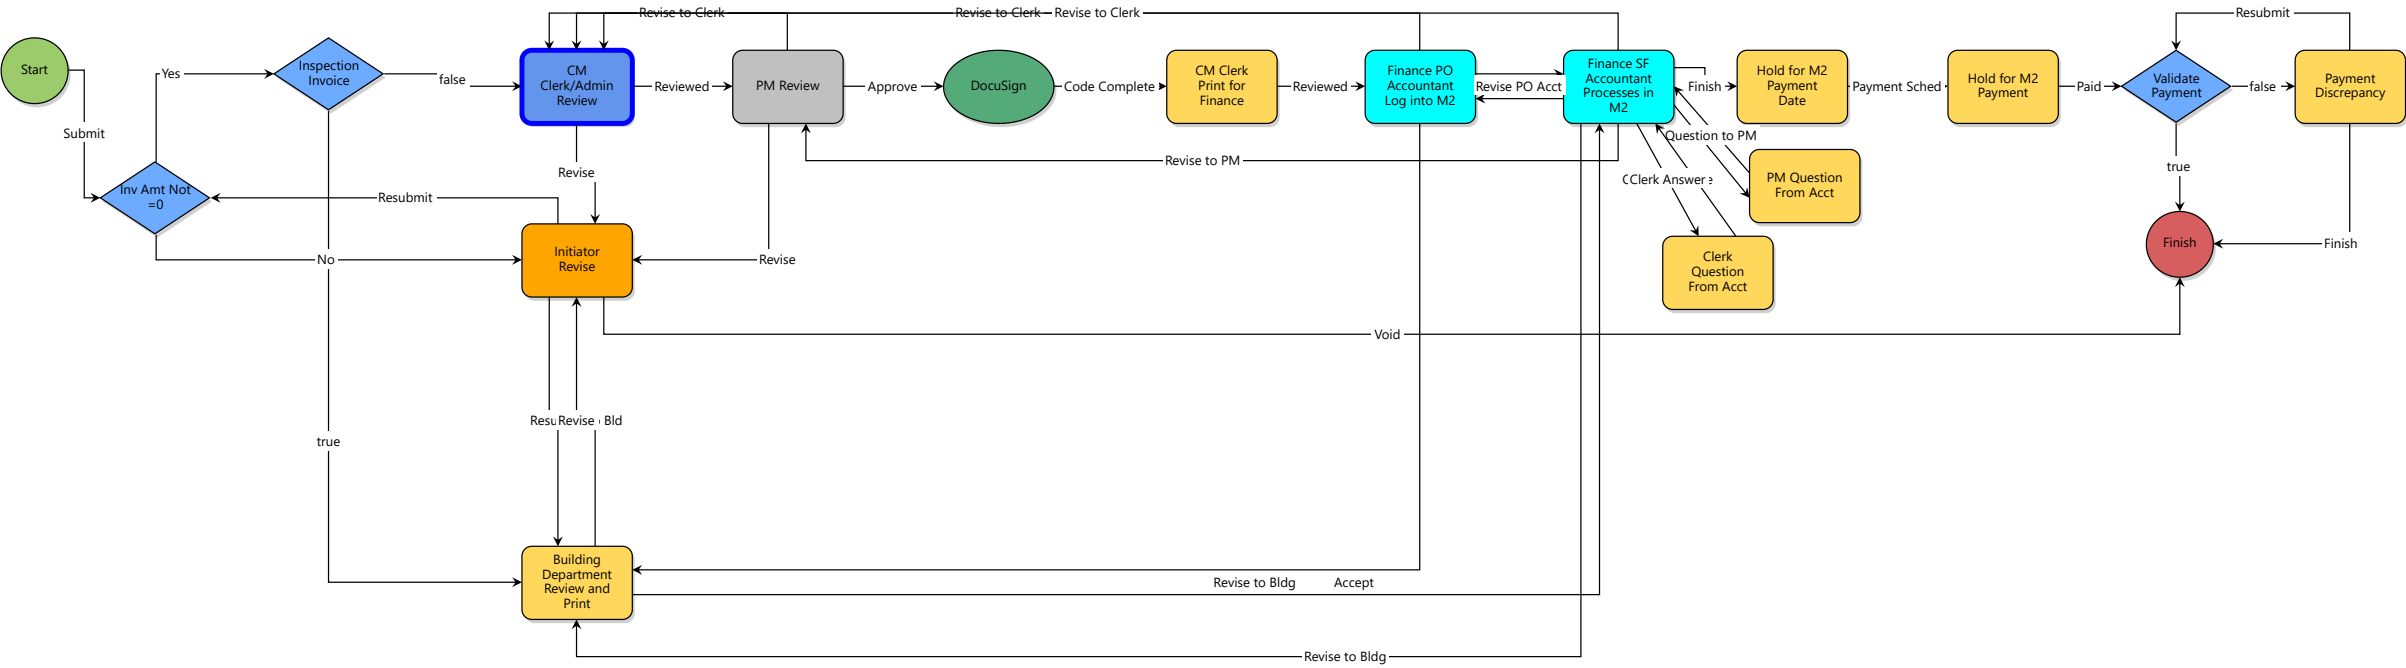 Revise to Clerk
Revise to Clerk
Revise to Clerk
Resubmit
Start
Inspection
Invoice
CM
Clerk/Admin
Review
PM Review
DocuSign
CM Clerk
Print for
Finance
Finance PO
Accountant
Log into M2
Finance SF
Accountant
Processes in
M2
Hold for M2
Payment
Date
Hold for M2
Payment
Validate
Payment
Payment
Discrepancy
Yes
false
Reviewed
Approve
Code Complete
Reviewed
Revise PO Acct
Finish
Payment Sched
Paid
false
Submit
Question to PM
Revise to PM
true
Revise
Clerk Answer
PM Question
From Acct
Inv Amt Not
=0
Resubmit
Initiator
Revise
Finish
Finish
No
Revise
Clerk
Question
From Acct
Void
Revise
Bld
true
Building
Department
Review and
Print
Revise to Bldg
Accept
Revise to Bldg